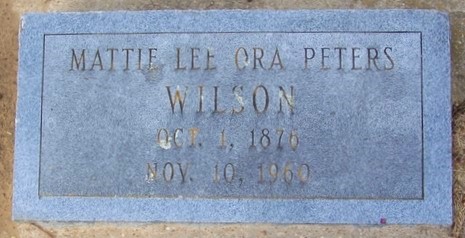 MATTIE LEE ORA PETERS
WILSON
OCT. 1, 1876
NOV. 10, 1960